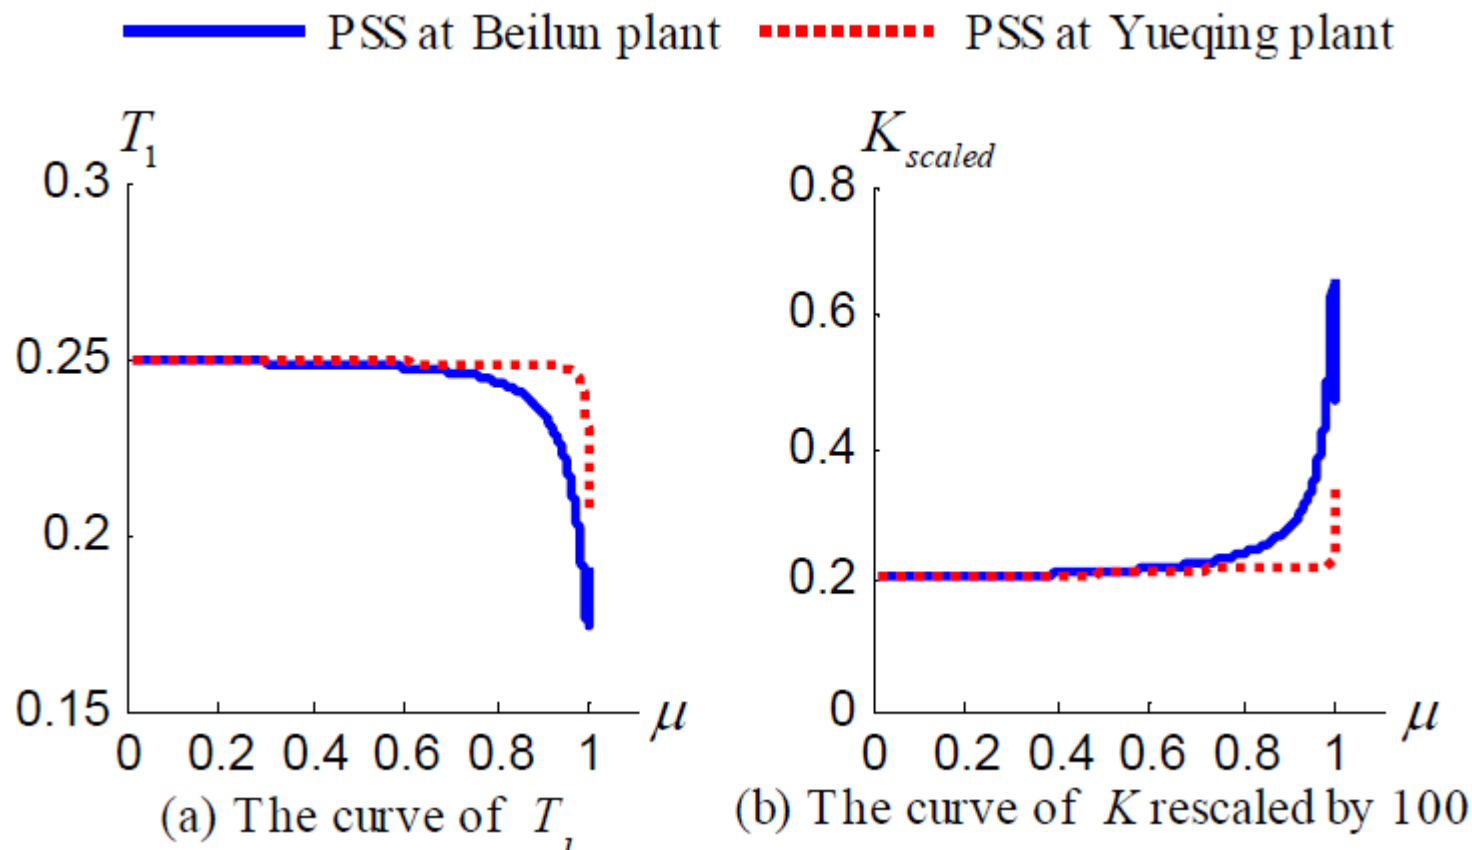 PSS at Beilun plant PSS at Yueqing plant
T1
0.3
0.25
0.2
0.15
0 0.2 0.4 0.6 0.8 1 μ
(a) The curve of T1
Kscaled
0.8
0.6
0.4
0.2
0
0 0.2 0.4 0.6 0.8 1 μ
(b) The curve of K rescaled by 100